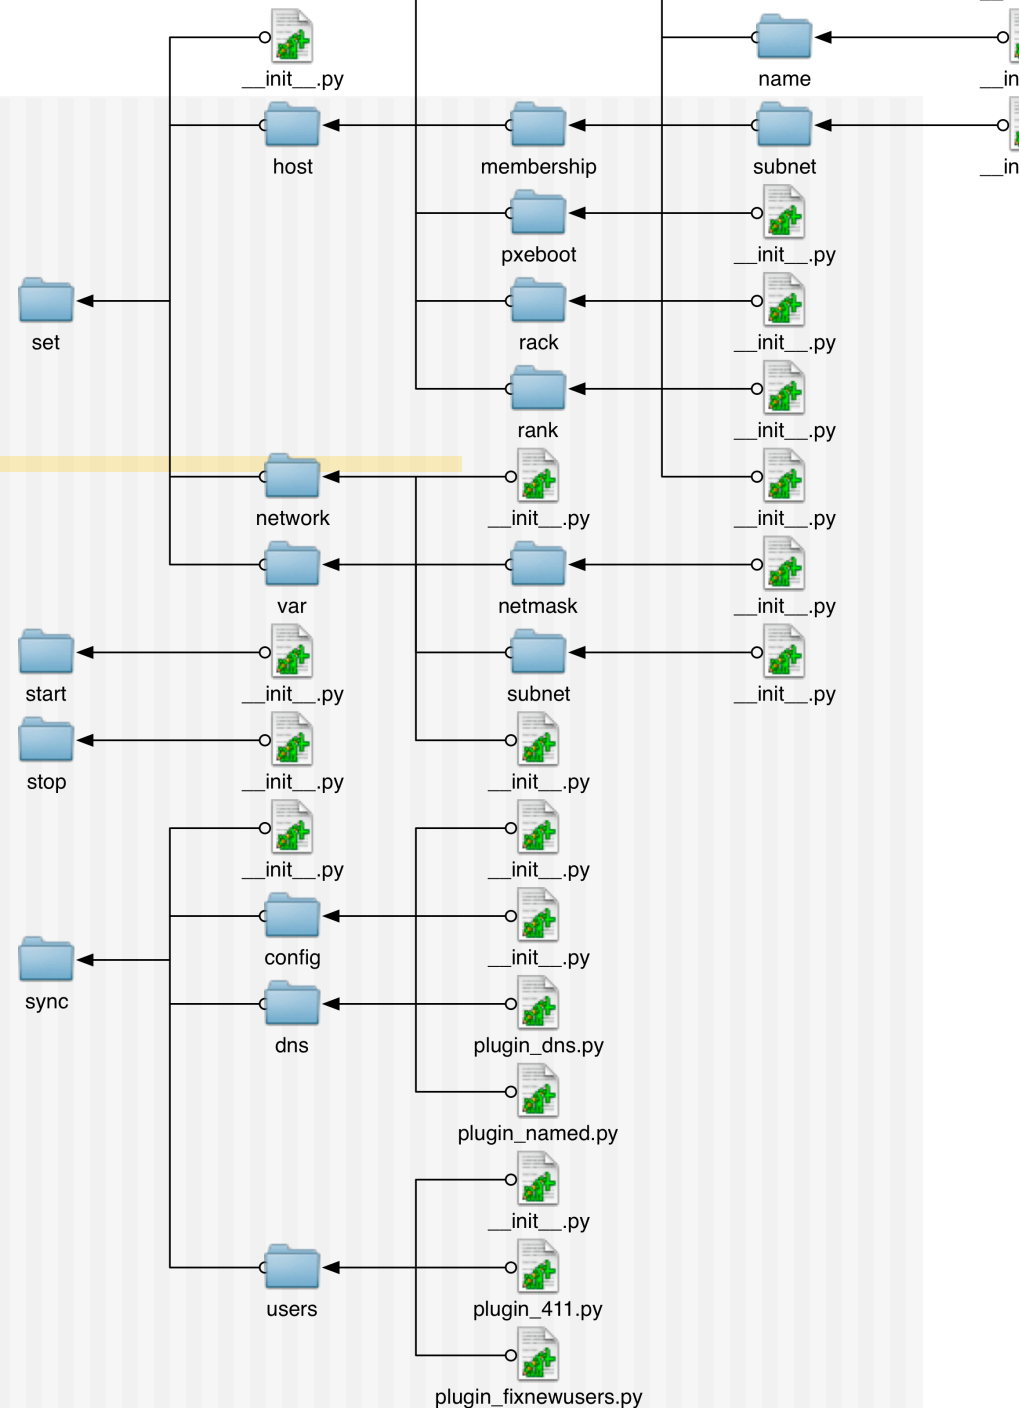 __init__.py
name
__in
host
membership
subnet
__in
pxeboot
__init__.py
set
rack
__init__.py
rank
__init__.py
network
__init__.py
__init__.py
var
netmask
__init__.py
start
__init__.py
subnet
__init__.py
stop
__init__.py
__init__.py
__init__.py
__init__.py
config
__init__.py
sync
dns
plugin_dns.py
plugin_named.py
__init__.py
users
plugin_411.py
plugin_fixnewusers.py